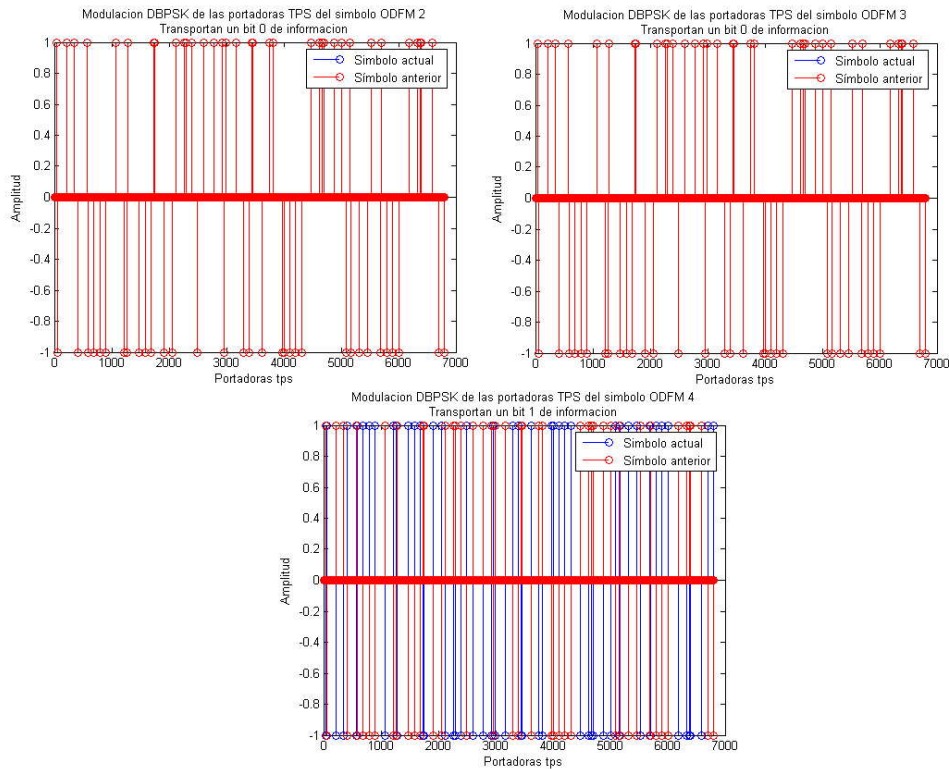 Modulacion DBPSK de las portadoras TPS del simbolo ODFM 2
Transportan un bit 0 de informacion
1
0.8
0.6
0.4
0.2
0
-0.2
-0.4
-0.6
-0.8
-1
Amplitud
Simbolo actual
Símbolo anterior
0 1000 2000 3000 4000 5000 6000 7000
Portadoras tps
Modulacion DBPSK de las portadoras TPS del simbolo ODFM 3
Transportan un bit 0 de informacion
1
0.8
0.6
0.4
0.2
0
-0.2
-0.4
-0.6
-0.8
-1
Amplitud
Simbolo actual
Símbolo anterior
0 1000 2000 3000 4000 5000 6000 7000
Portadoras tps
Modulacion DBPSK de las portadoras TPS del simbolo ODFM 4
Transportan un bit 1 de informacion
1
0.8
0.6
0.4
0.2
0
-0.2
-0.4
-0.6
-0.8
-1
Amplitud
Simbolo actual
Símbolo anterior
0 1000 2000 3000 4000 5000 6000 7000
Portadoras tps